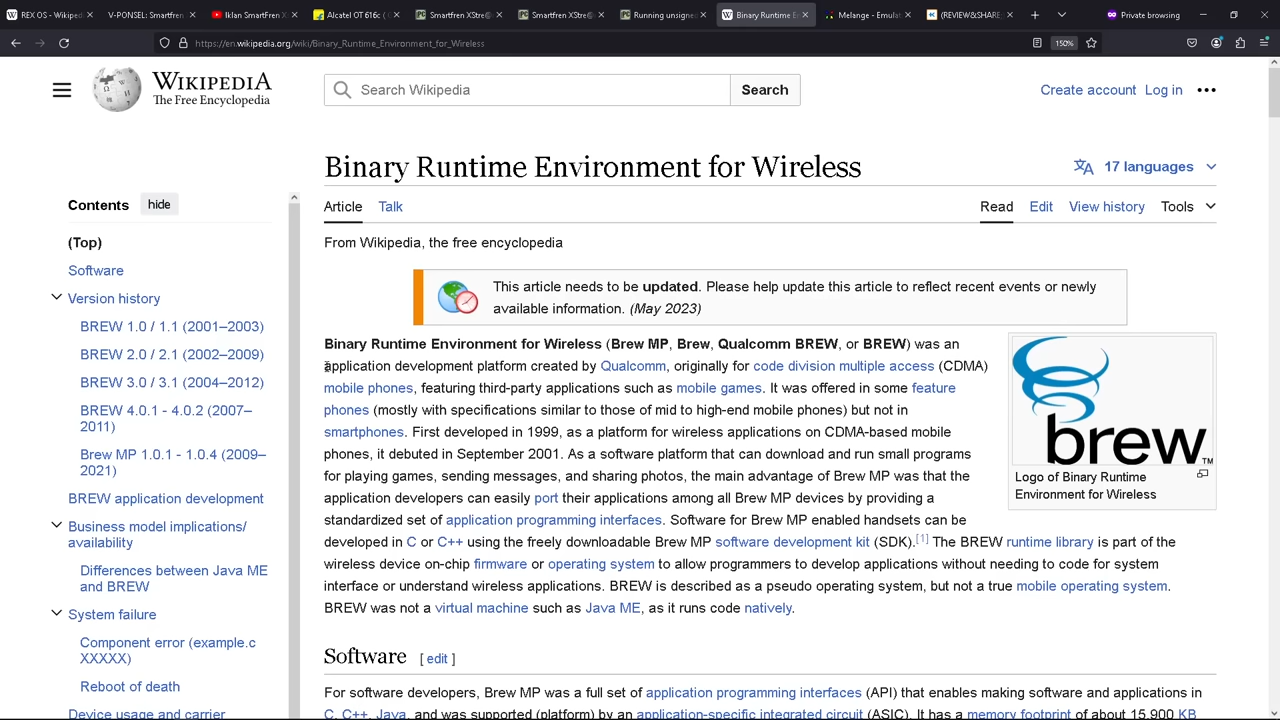 REX OS - Wikipedi
V-PONSEL: Smartfren
Iklan SmartFren X
Alcatel OT 616c (
Smartfren XStre@
Smartfren XStre@
Running unsigne
Binary Runtime E
Melange - Emulat
(REVIEW&SHARE
Private browsing
https://en.wikipedia.org/wiki/Binary_Runtime_Environment_for_Wireless
150%
WIKIPEDIA
The Free Encyclopedia
Search Wikipedia
Search
Create account
Log in
Binary Runtime Environment for Wireless
17 languages
Article
Talk
Read
Edit
View history
Tools
From Wikipedia, the free encyclopedia
Contents
hide
(Top)
Software
Version history
BREW 1.0 / 1.1 (2001–2003)
BREW 2.0 / 2.1 (2002–2009)
BREW 3.0 / 3.1 (2004–2012)
BREW 4.0.1 - 4.0.2 (2007–
2011)
Brew MP 1.0.1 - 1.0.4 (2009–
2021)
BREW application development
Business model implications/
availability
Differences between Java ME
and BREW
System failure
Component error (example.c
XXXXX)
Reboot of death
Device usage and carrier
This article needs to be updated. Please help update this article to reflect recent events or newly
available information. (May 2023)
Binary Runtime Environment for Wireless (Brew MP, Brew, Qualcomm BREW, or BREW) was an
application development platform created by Qualcomm, originally for code division multiple access (CDMA)
mobile phones, featuring third-party applications such as mobile games. It was offered in some feature
phones (mostly with specifications similar to those of mid to high-end mobile phones) but not in
smartphones. First developed in 1999, as a platform for wireless applications on CDMA-based mobile
phones, it debuted in September 2001. As a software platform that can download and run small programs
for playing games, sending messages, and sharing photos, the main advantage of Brew MP was that the
application developers can easily port their applications among all Brew MP devices by providing a
standardized set of application programming interfaces. Software for Brew MP enabled handsets can be
developed in C or C++ using the freely downloadable Brew MP software development kit (SDK).[1] The BREW runtime library is part of the
wireless device on-chip firmware or operating system to allow programmers to develop applications without needing to code for system
interface or understand wireless applications. BREW is described as a pseudo operating system, but not a true mobile operating system.
BREW was not a virtual machine such as Java ME, as it runs code natively.
brew™
Logo of Binary Runtime
Environment for Wireless
Software [ edit ]
For software developers, Brew MP was a full set of application programming interfaces (API) that enables making software and applications in
C, C++, Java, and was supported (platform) by an application-specific integrated circuit (ASIC). It has a memory footprint of about 15,900 KB